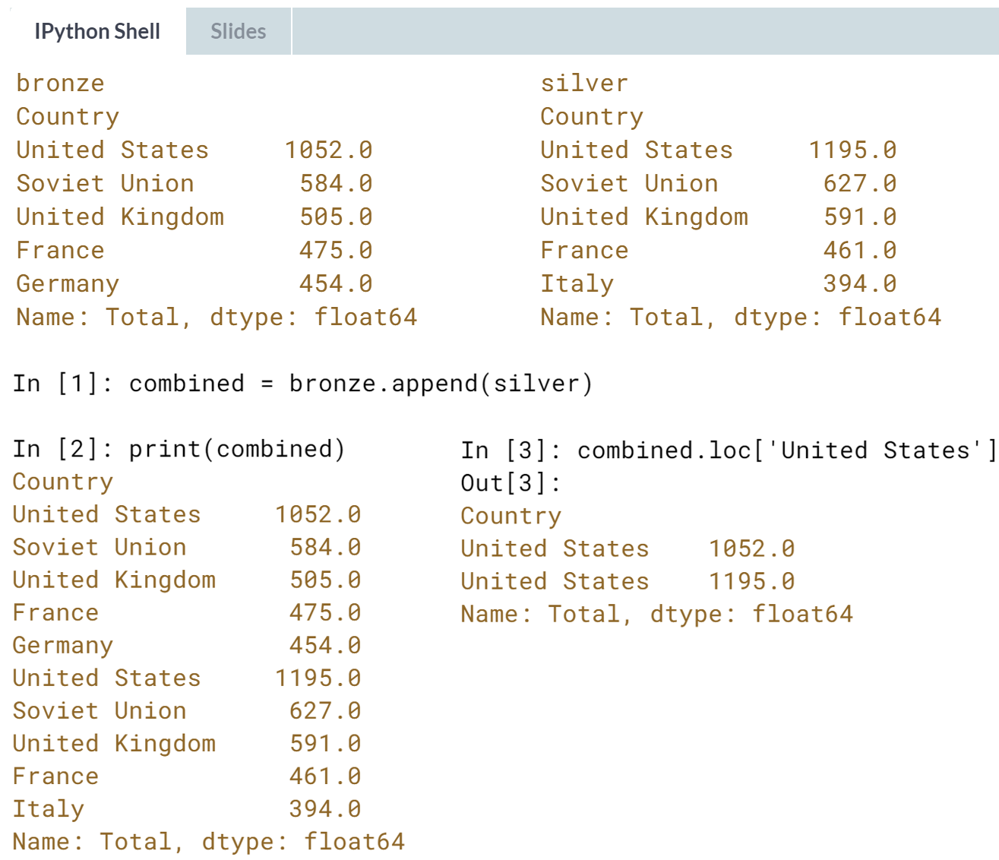 IPython Shell
Slides
bronze
Country
United States 1052.0
Soviet Union 584.0
United Kingdom 505.0
France 475.0
Germany 454.0
Name: Total, dtype: float64
silver
Country
United States 1195.0
Soviet Union 627.0
United Kingdom 591.0
France 461.0
Italy 394.0
Name: Total, dtype: float64
In [1]: combined = bronze.append(silver)
In [2]: print(combined)
Country
United States 1052.0
Soviet Union 584.0
United Kingdom 505.0
France 475.0
Germany 454.0
United States 1195.0
Soviet Union 627.0
United Kingdom 591.0
France 461.0
Italy 394.0
Name: Total, dtype: float64
In [3]: combined.loc['United States']
Out[3]:
Country
United States 1052.0
United States 1195.0
Name: Total, dtype: float64